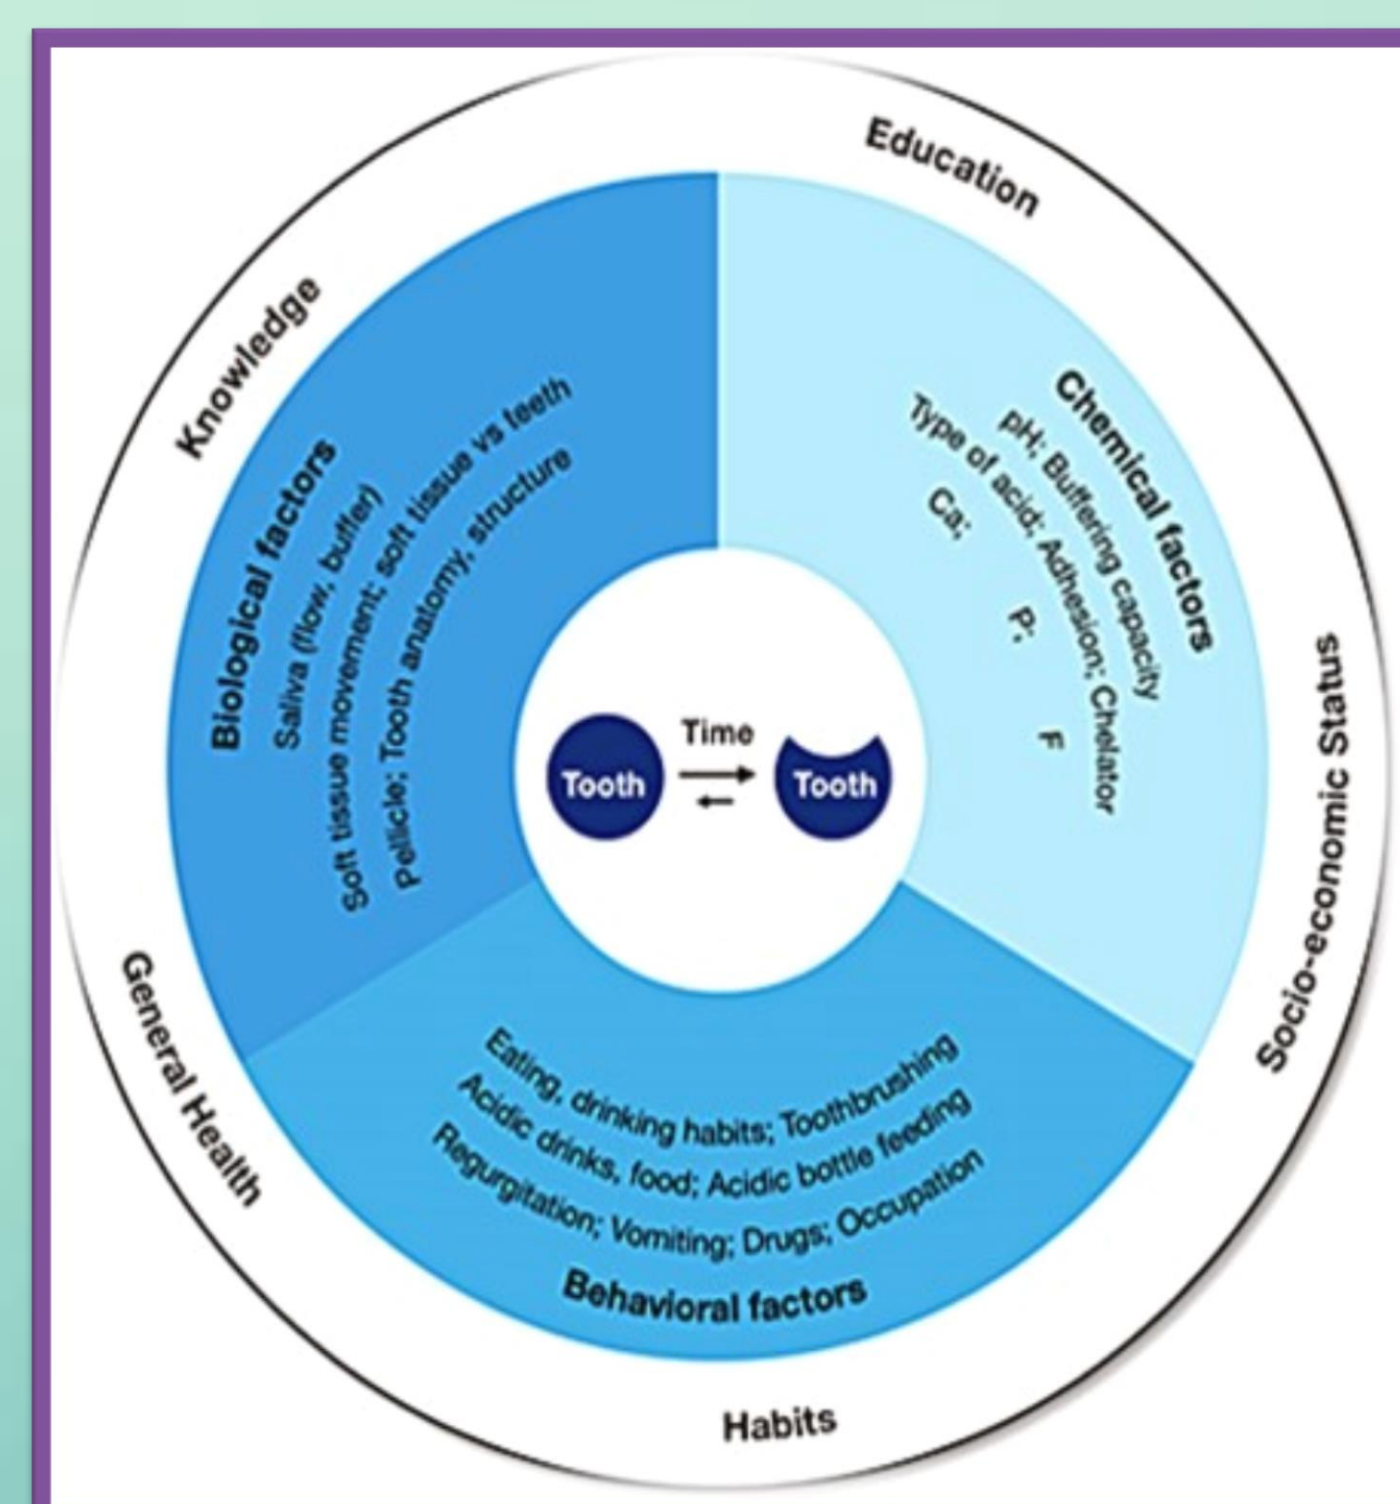 Education
Knowledge
Biological factors
Saliva (flow, buffer)
Soft tissue movement; soft tissue vs teeth
Pellicle; Tooth anatomy, structure
Chemical factors
pH; Buffering capacity
Type of acid; Adhesion; Chelator
Ca; P; F
Socio-economic Status
Time
Tooth
Tooth
General Health
Eating, drinking habits; Toothbrushing
Acidic drinks, food; Acidic bottle feeding
Regurgitation; Vomiting; Drugs; Occupation
Behavioral factors
Habits